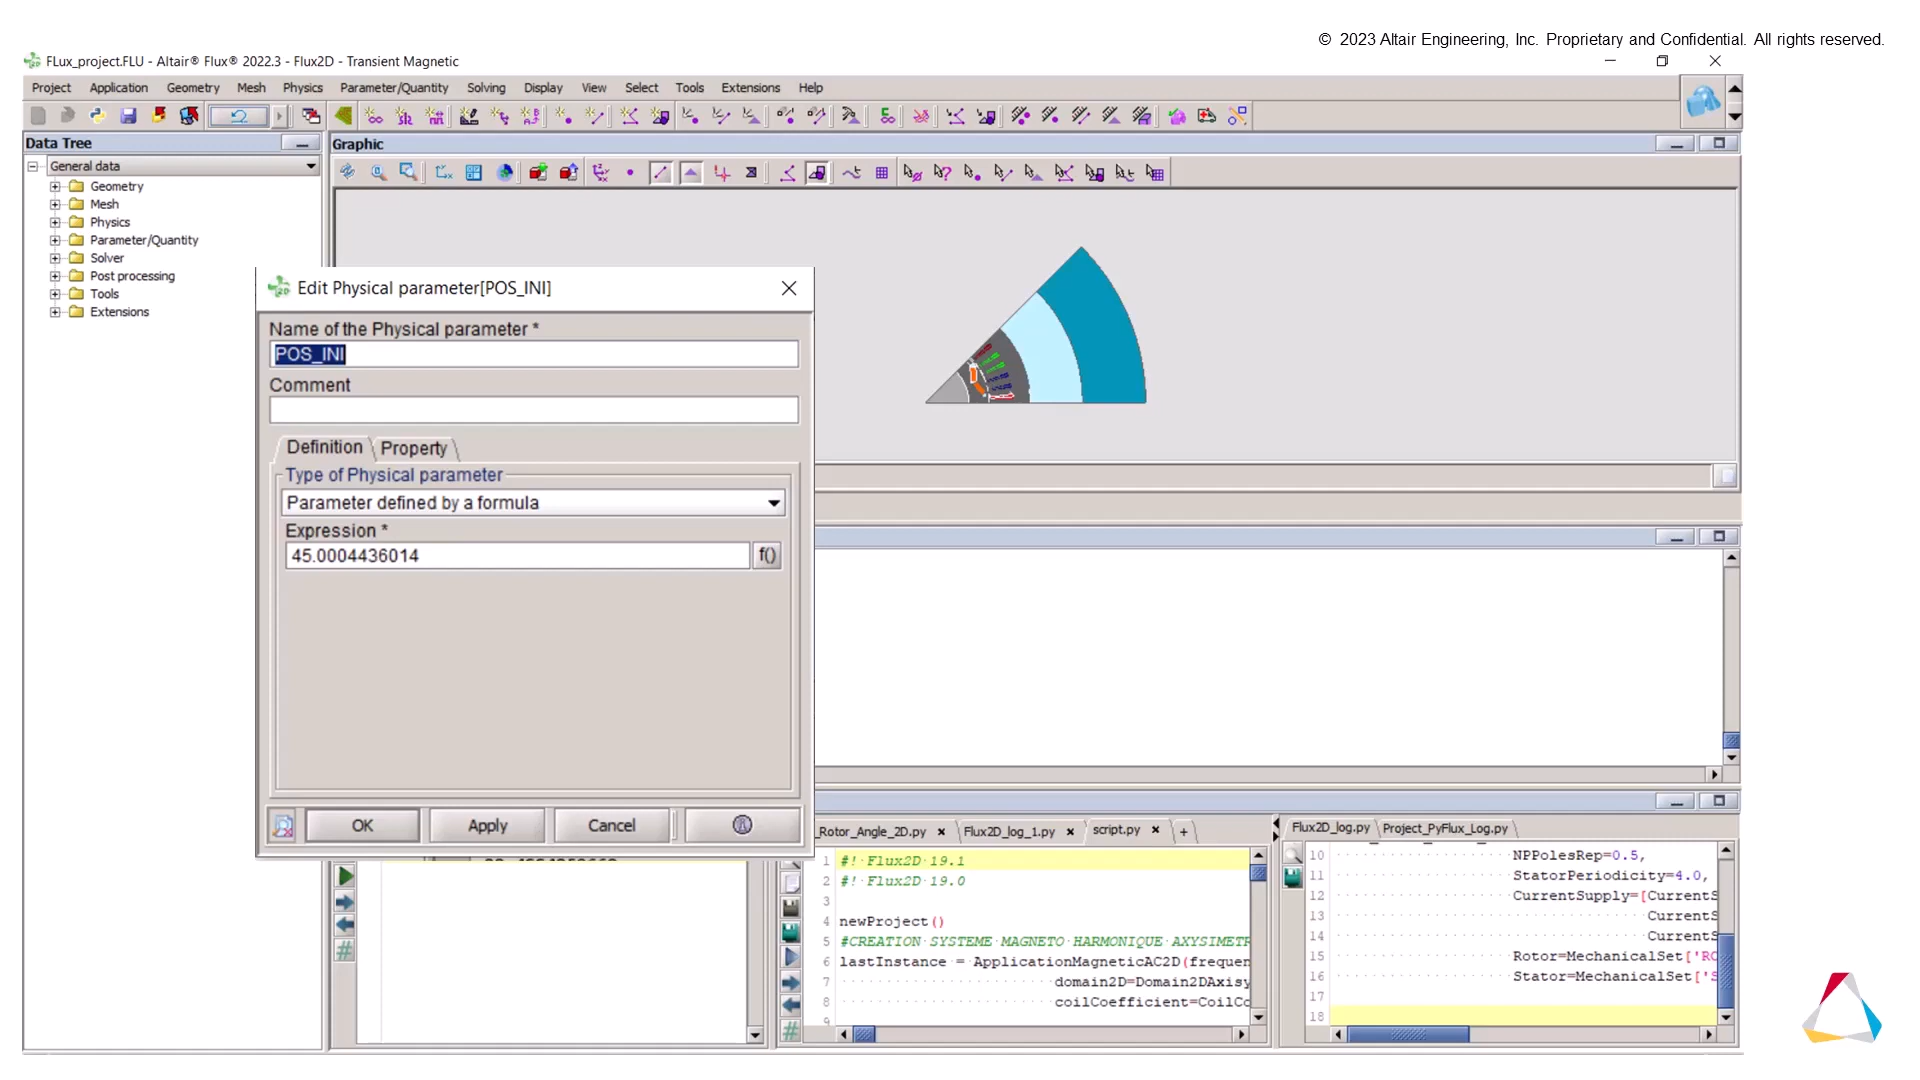 © 2023 Altair Engineering, Inc. Proprietary and Confidential. All rights reserved.
FLux_project.FLU - Altair® Flux® 2022.3 - Flux2D - Transient Magnetic
Project Application Geometry Mesh Physics Parameter/Quantity Solving Display View Select Tools Extensions Help
Data Tree
Graphic
General data
Geometry
Mesh
Physics
Parameter/Quantity
Solver
Post processing
Tools
Extensions
Edit Physical parameter[POS_INI]
Name of the Physical parameter *
POS_INI
Comment
Definition Property
Type of Physical parameter
Parameter defined by a formula
Expression *
45.0004436014
f()
OK Apply Cancel
_Rotor_Angle_2D.py Flux2D_log_1.py script.py +
1 #! Flux2D 19.1
2 #! Flux2D 19.0
3
4 newProject()
5 #CREATION SYSTEME MAGNETO HARMONIQUE AXYSIMETR
6 lastInstance = ApplicationMagneticAC2D(frequen
7 domain2D=Domain2DAxisy
8 coilCoefficient=CoilCo
9
Flux2D_log.py Project_PyFlux_Log.py
10 NPPolesRep=0.5,
11 StatorPeriodicity=4.0,
12 CurrentSupply=[CurrentS
13 CurrentS
14 CurrentS
15 Rotor=MechanicalSet['RO
16 Stator=MechanicalSet['S
17
18